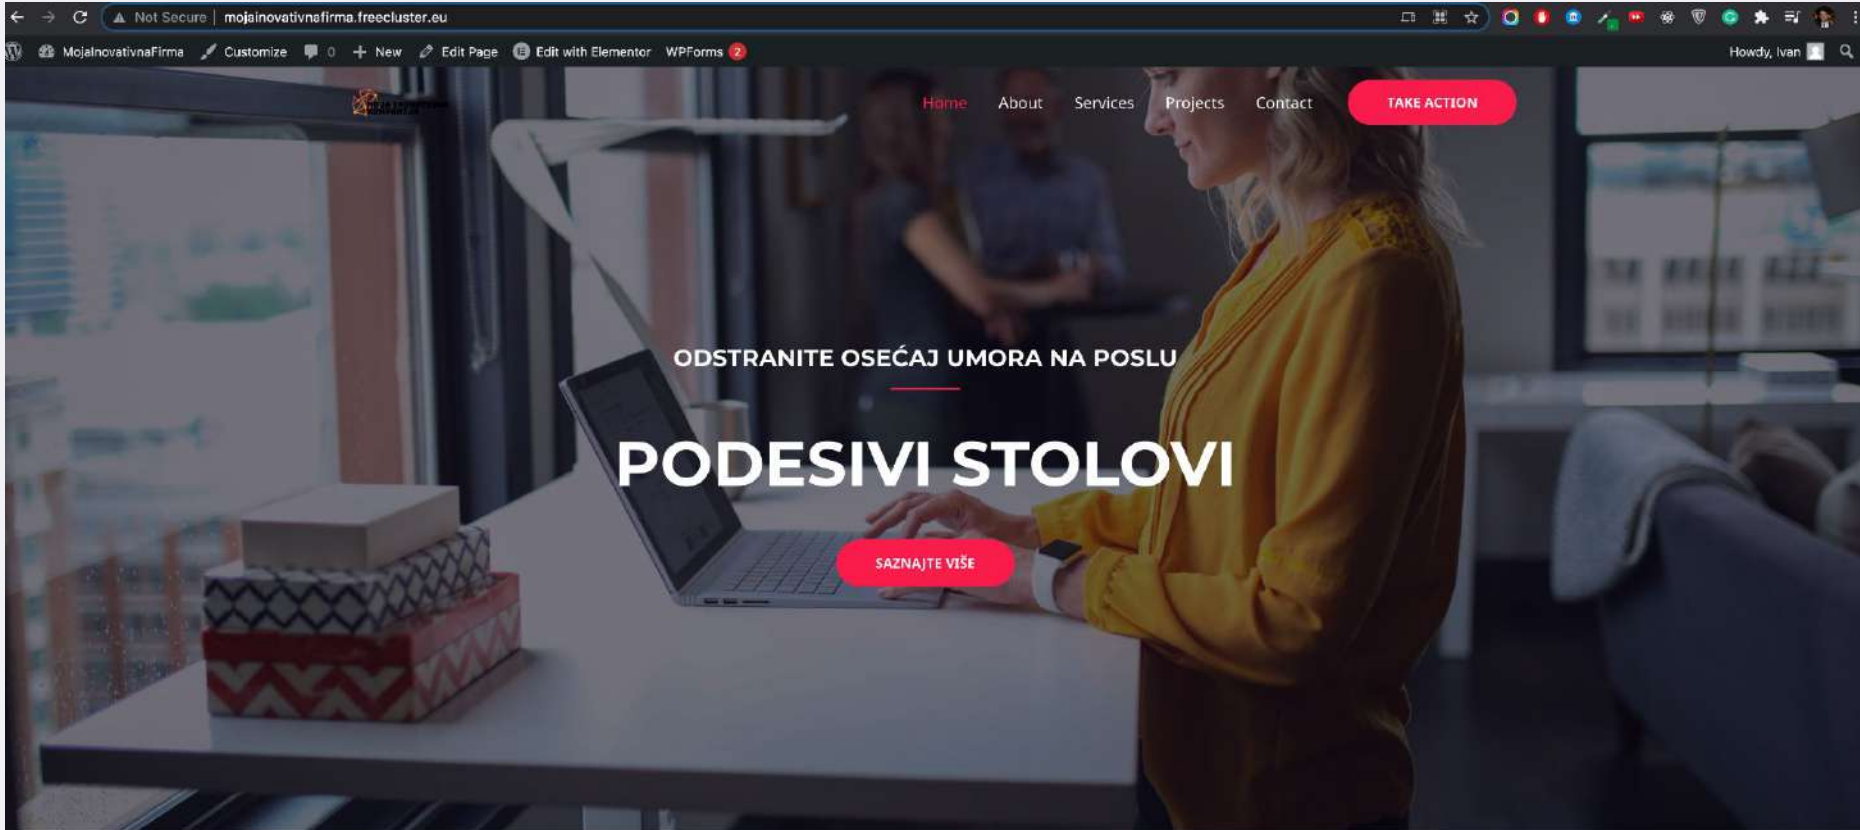 Not Secure | mojainovativnafirma.freecluster.eu
MojaInovativnaFirma Customize 0 New Edit Page Edit with Elementor WPForms 2 Howdy, Ivan
Home About Services Projects Contact TAKE ACTION
ODSTRANITE OSEĆAJ UMORA NA POSLU
PODESIVI STOLOVI
SAZNAJTE VIŠE